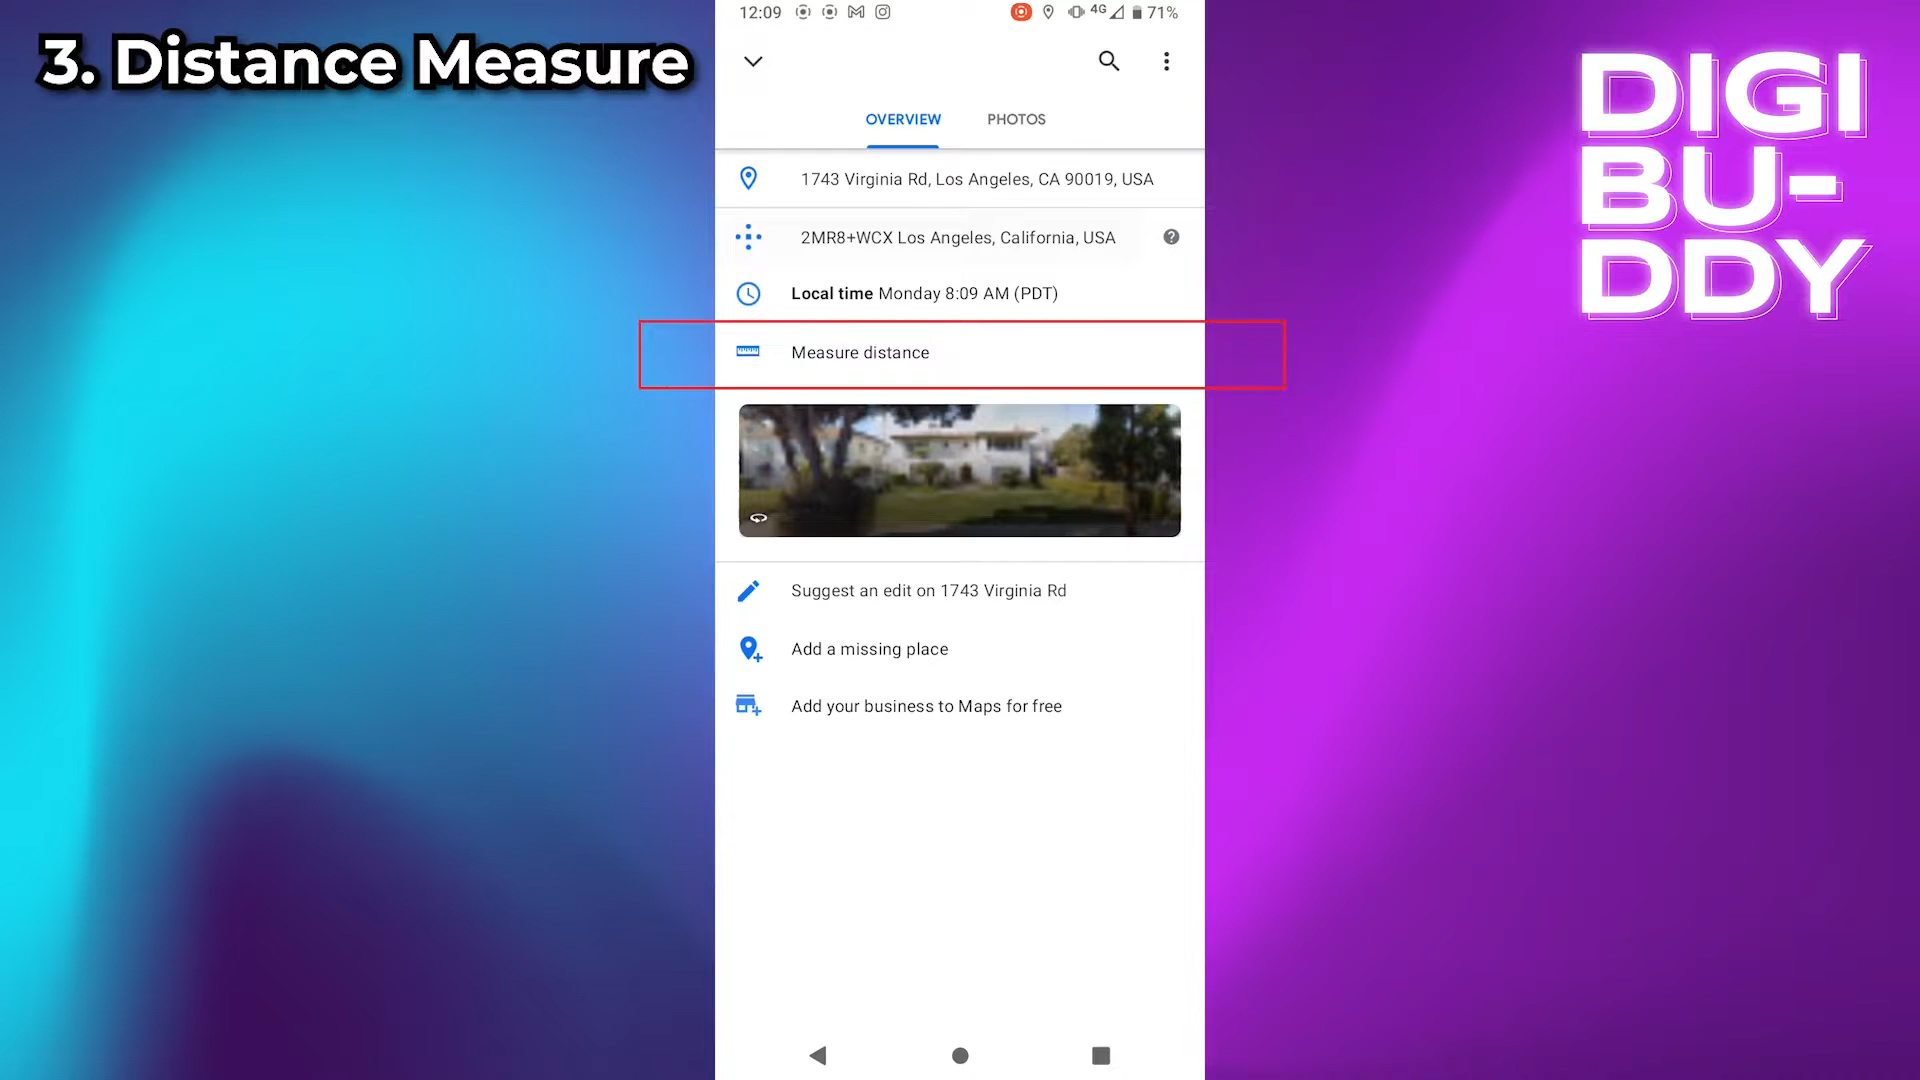 3. Distance Measure
DIGI
BU-
DDY
12:09
4G
71%
OVERVIEW
PHOTOS
1743 Virginia Rd, Los Angeles, CA 90019, USA
2MR8+WCX Los Angeles, California, USA
Local time Monday 8:09 AM (PDT)
Measure distance
Suggest an edit on 1743 Virginia Rd
Add a missing place
Add your business to Maps for free